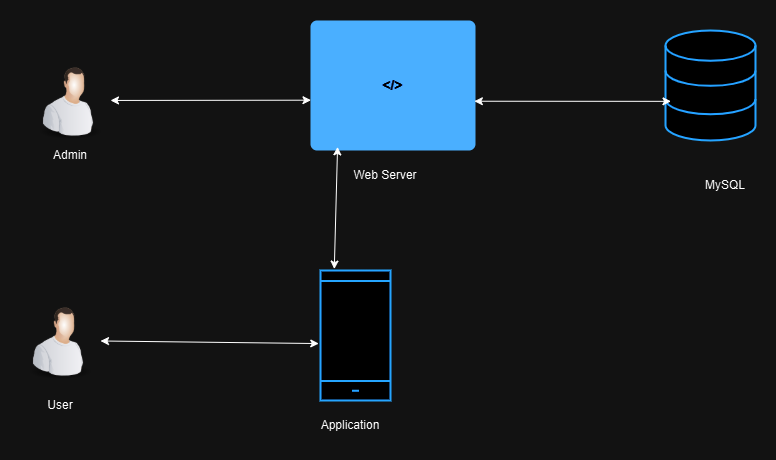 </>
Admin
Web Server
MySQL
User
Application